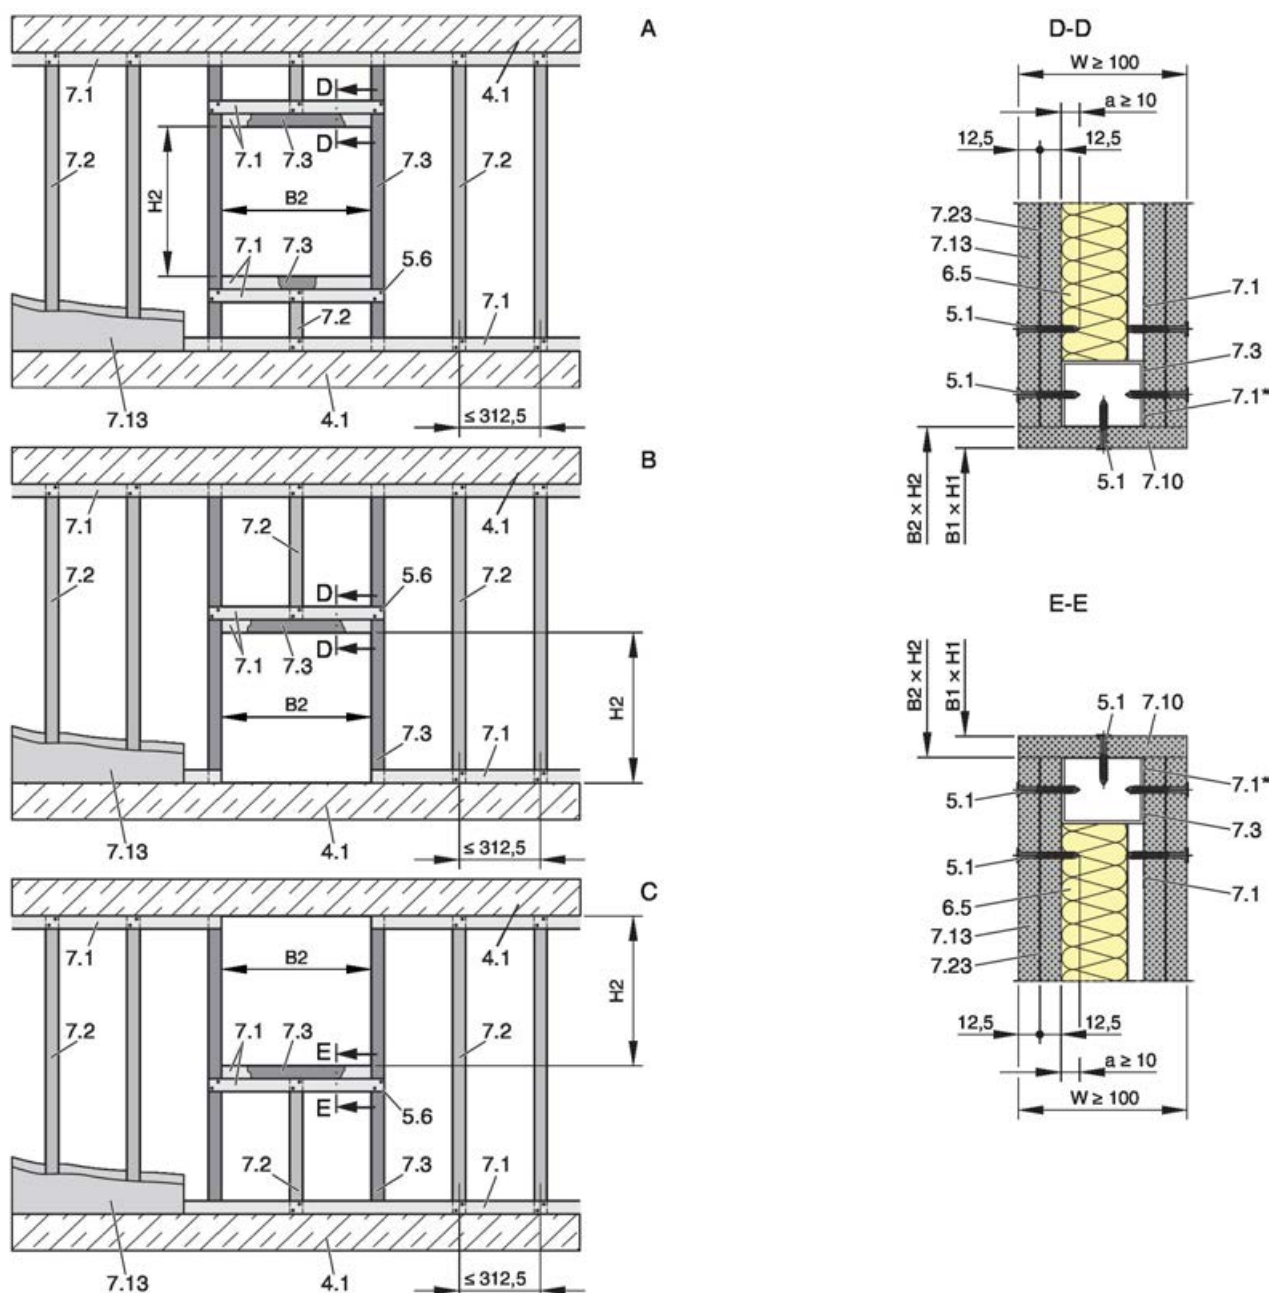 A
7.1
4.1
D
7.2
7.1
7.3
D
7.3
7.2
H2
B2
7.1
7.3
5.6
7.2
7.1
7.13
4.1
≤ 312,5
B
7.1
7.2
4.1
7.2
D
5.6
7.2
7.1
7.3
D
B2
H2
7.3
7.1
7.13
4.1
≤ 312,5
C
7.1
B2
4.1
H2
7.2
7.1
7.3
E
7.2
E
5.6
7.2
7.3
7.1
7.13
4.1
≤ 312,5
D-D
W ≥ 100
a ≥ 10
12,5
12,5
7.23
7.13
6.5
7.1
5.1
7.3
5.1
7.1*
5.1
7.10
B2 × H2
B1 × H1
E-E
B2 × H2
B1 × H1
5.1
7.10
7.1*
5.1
7.3
5.1
7.1
6.5
7.13
7.23
12,5
12,5
a ≥ 10
W ≥ 100